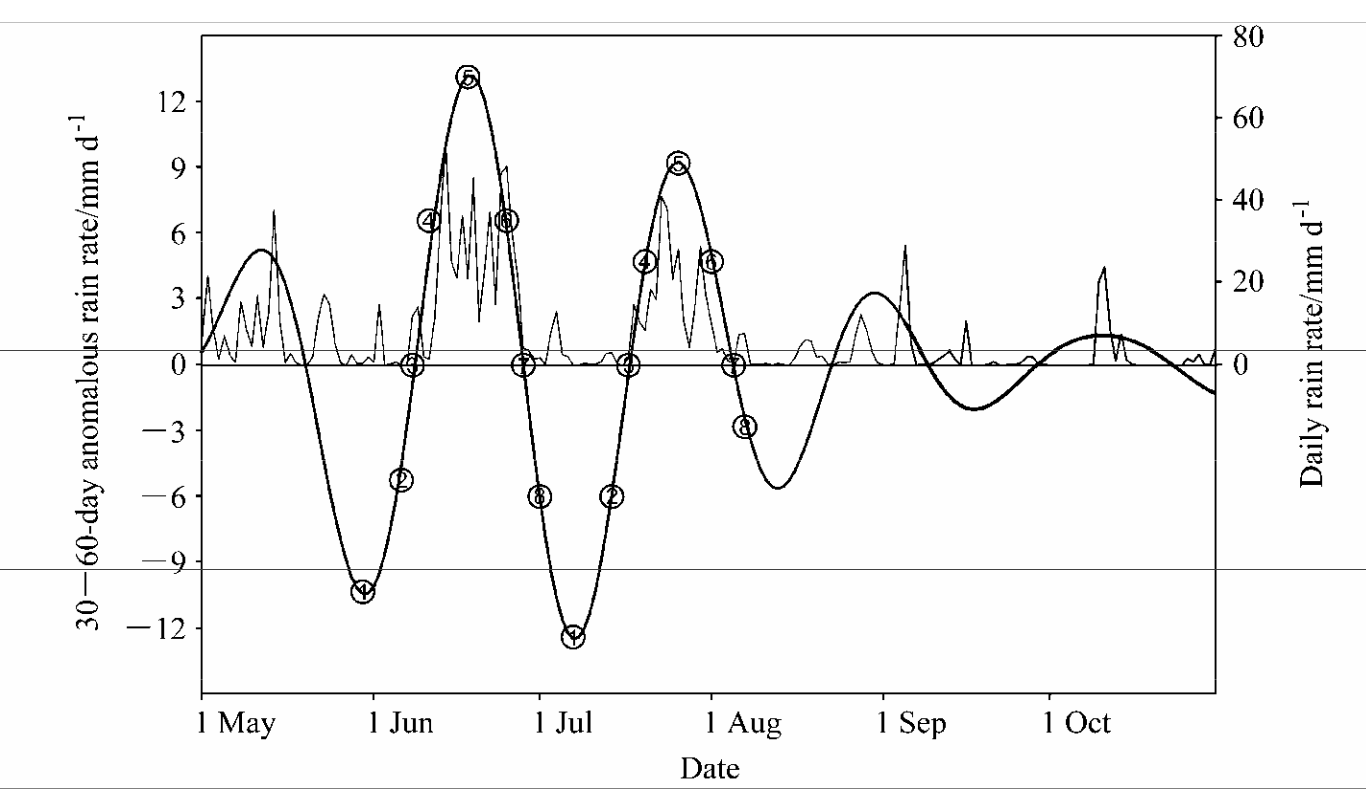 30—60-day anomalous rain rate/mm d⁻¹
12
9
6
3
0
—3
—6
—9
—12
80
60
40
20
0
Daily rain rate/mm d⁻¹
① ② ③ ④ ⑤ ⑥ ⑦ ⑧ ① ② ③ ④ ⑤ ⑥ ⑦ ⑧
1 May 1 Jun 1 Jul 1 Aug 1 Sep 1 Oct
Date